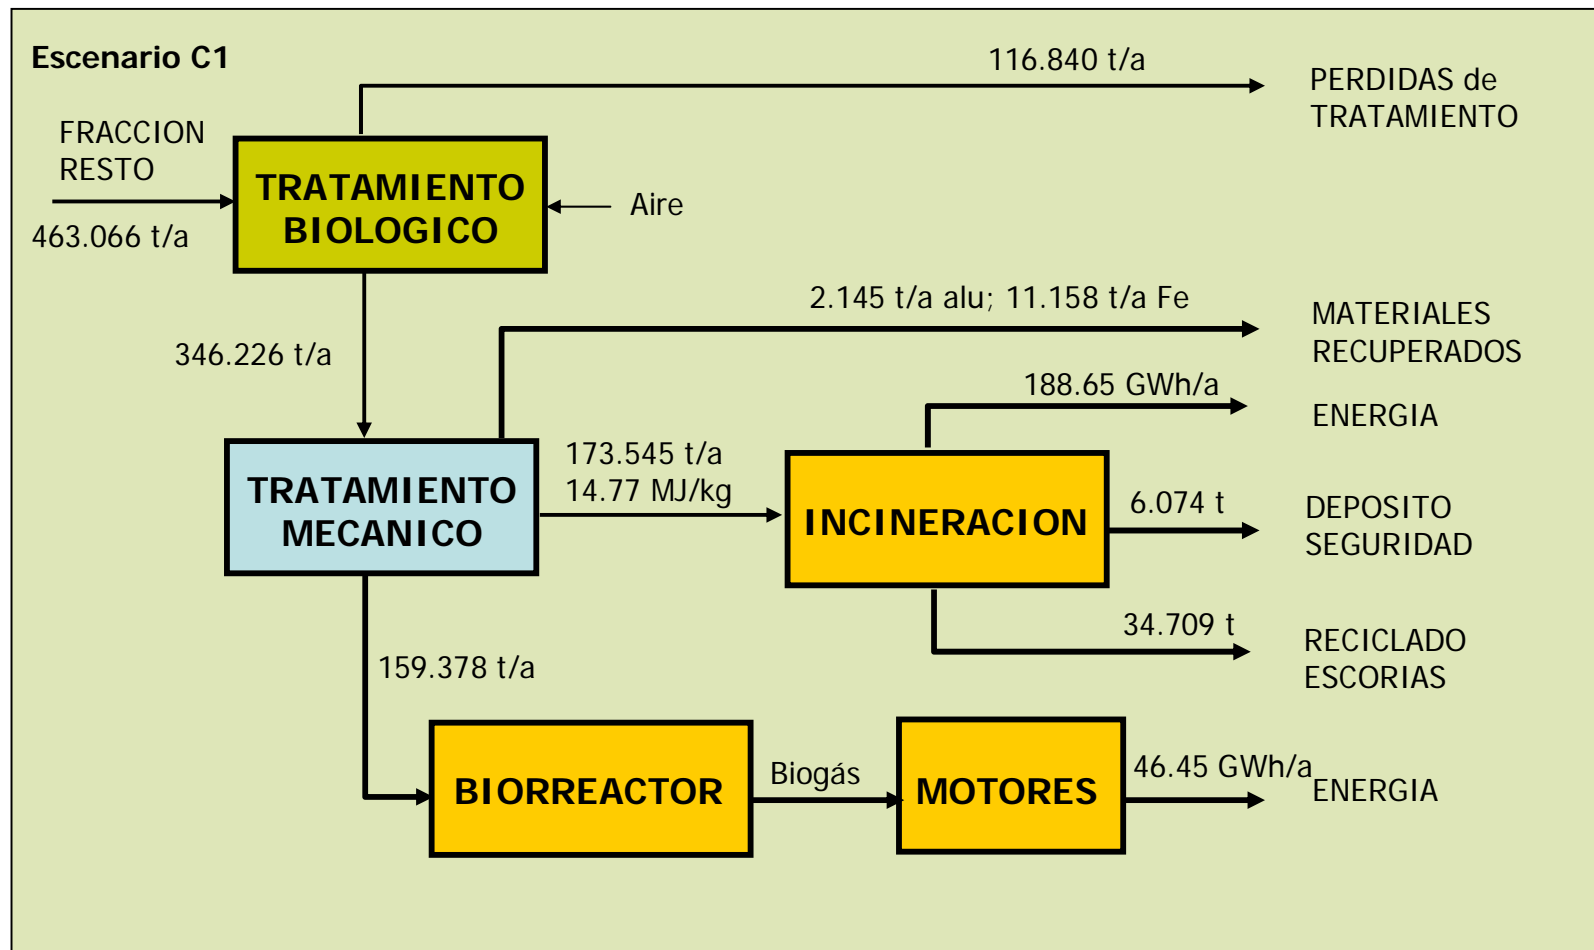 Escenario C1
116.840 t/a
PERDIDAS de
TRATAMIENTO
FRACCION
RESTO
463.066 t/a
TRATAMIENTO
BIOLOGICO
Aire
346.226 t/a
2.145 t/a alu; 11.158 t/a Fe
MATERIALES
RECUPERADOS
188.65 GWh/a
ENERGIA
TRATAMIENTO
MECANICO
173.545 t/a
14.77 MJ/kg
INCINERACION
6.074 t
DEPOSITO
SEGURIDAD
34.709 t
RECICLADO
ESCORIAS
159.378 t/a
BIORREACTOR
Biogás
MOTORES
46.45 GWh/a
ENERGIA